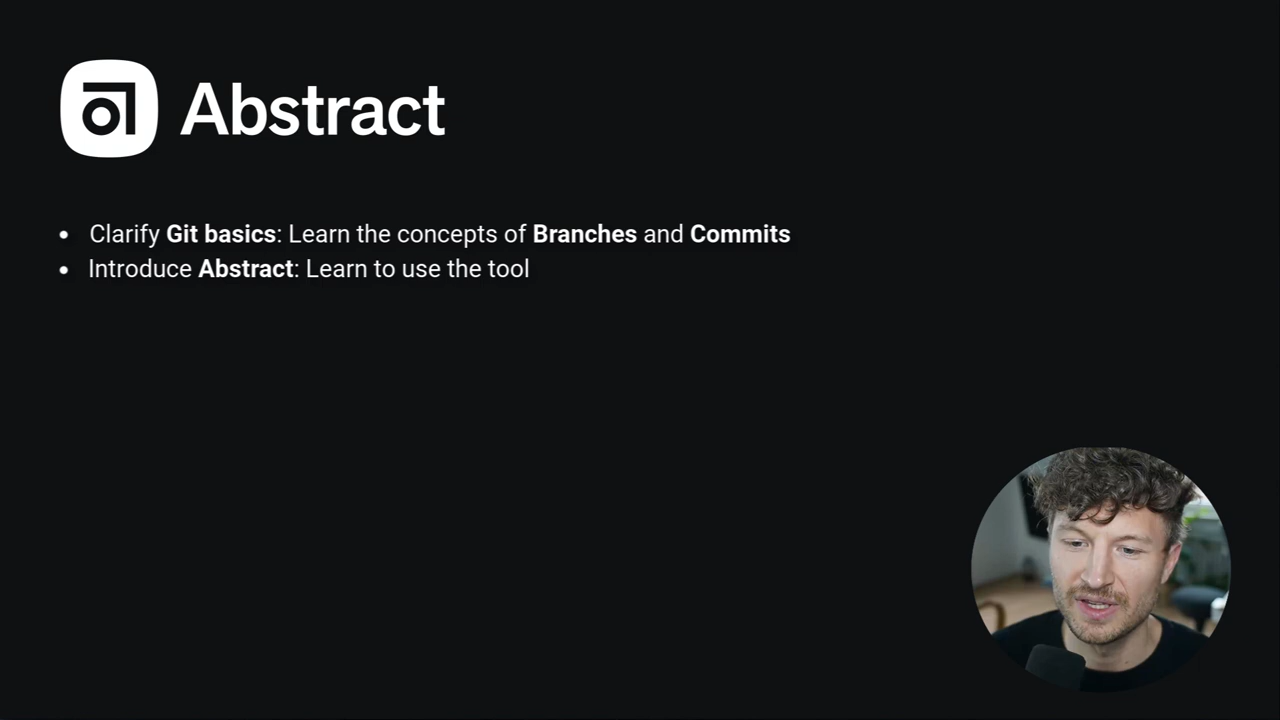 Abstract
• Clarify Git basics: Learn the concepts of Branches and Commits
• Introduce Abstract: Learn to use the tool